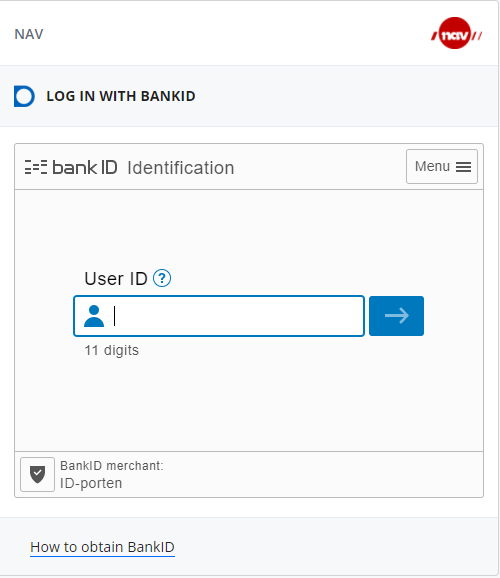 NAV
nav
LOG IN WITH BANKID
bank ID Identification
Menu
User ID ?
11 digits
BankID merchant:
ID-porten
How to obtain BankID